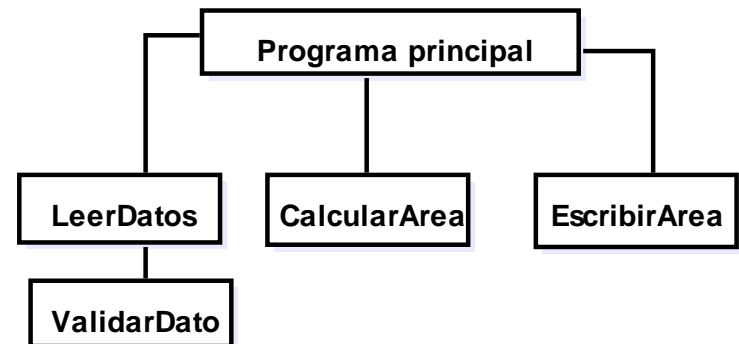 Programa principal
LeerDatos
CalcularArea
EscribirArea
ValidarDato